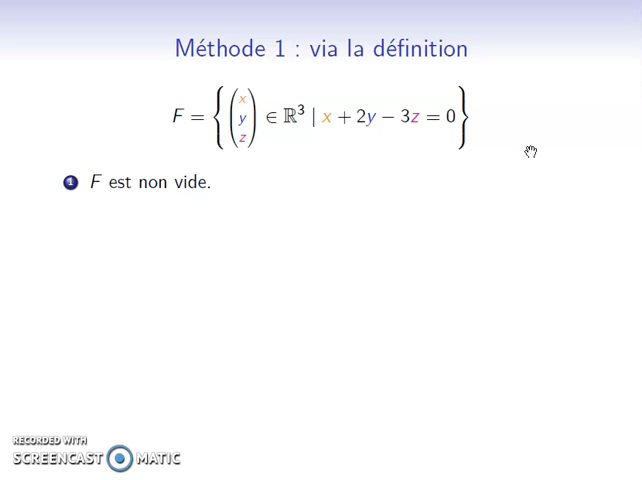 Méthode 1 : via la définition
F = { (x y z) ∈ ℝ³ | x + 2y − 3z = 0 }
1 F est non vide.
RECORDED WITH
SCREENCAST MATIC